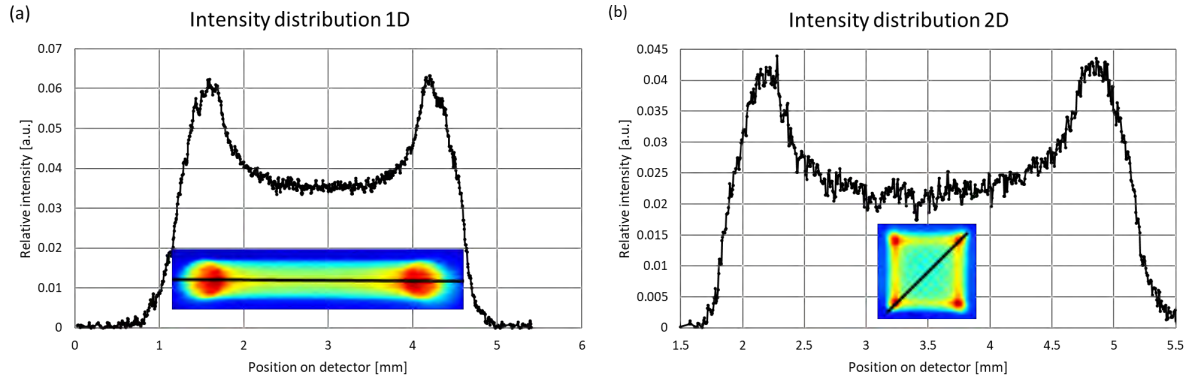 (a)
Intensity distribution 1D
Relative intensity [a.u.]
0.07
0.06
0.05
0.04
0.03
0.02
0.01
0
0 1 2 3 4 5 6
Position on detector [mm]
(b)
Intensity distribution 2D
Relative intensity [a.u.]
0.045
0.04
0.035
0.03
0.025
0.02
0.015
0.01
0.005
0
1.5 2 2.5 3 3.5 4 4.5 5 5.5
Position on detector [mm]